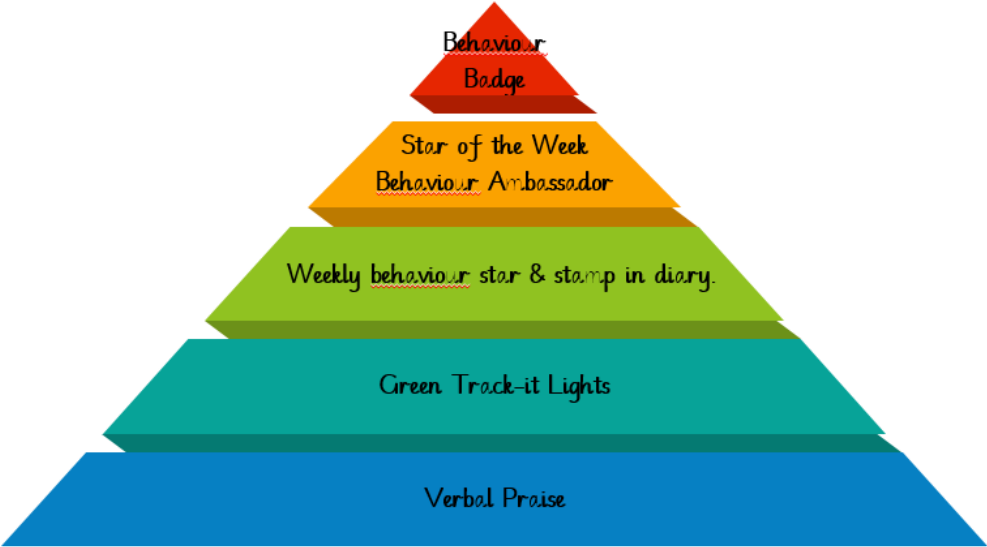 Behaviour
Badge
Star of the Week
Behaviour Ambassador
Weekly behaviour star & stamp in diary.
Green Track-it Lights
Verbal Praise